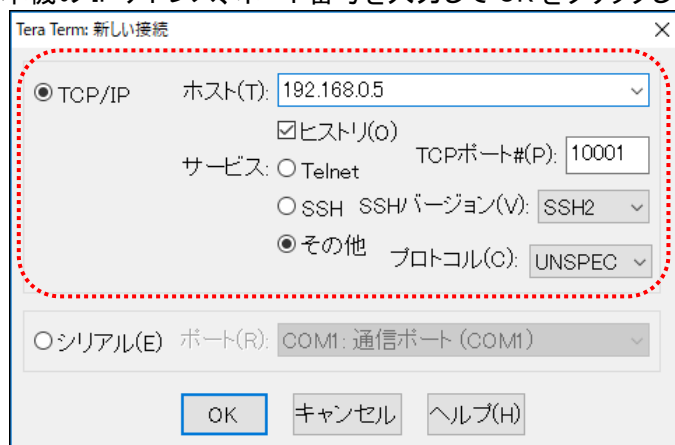 Tera Term: 新しい接続
TCP/IP
ホスト(T): 192.168.0.5
ヒストリ(O)
サービス: Telnet
TCPポート#(P): 10001
SSH SSHバージョン(V): SSH2
その他 プロトコル(C): UNSPEC
シリアル(E) ポート(R): COM1: 通信ポート (COM1)
OK キャンセル ヘルプ(H)